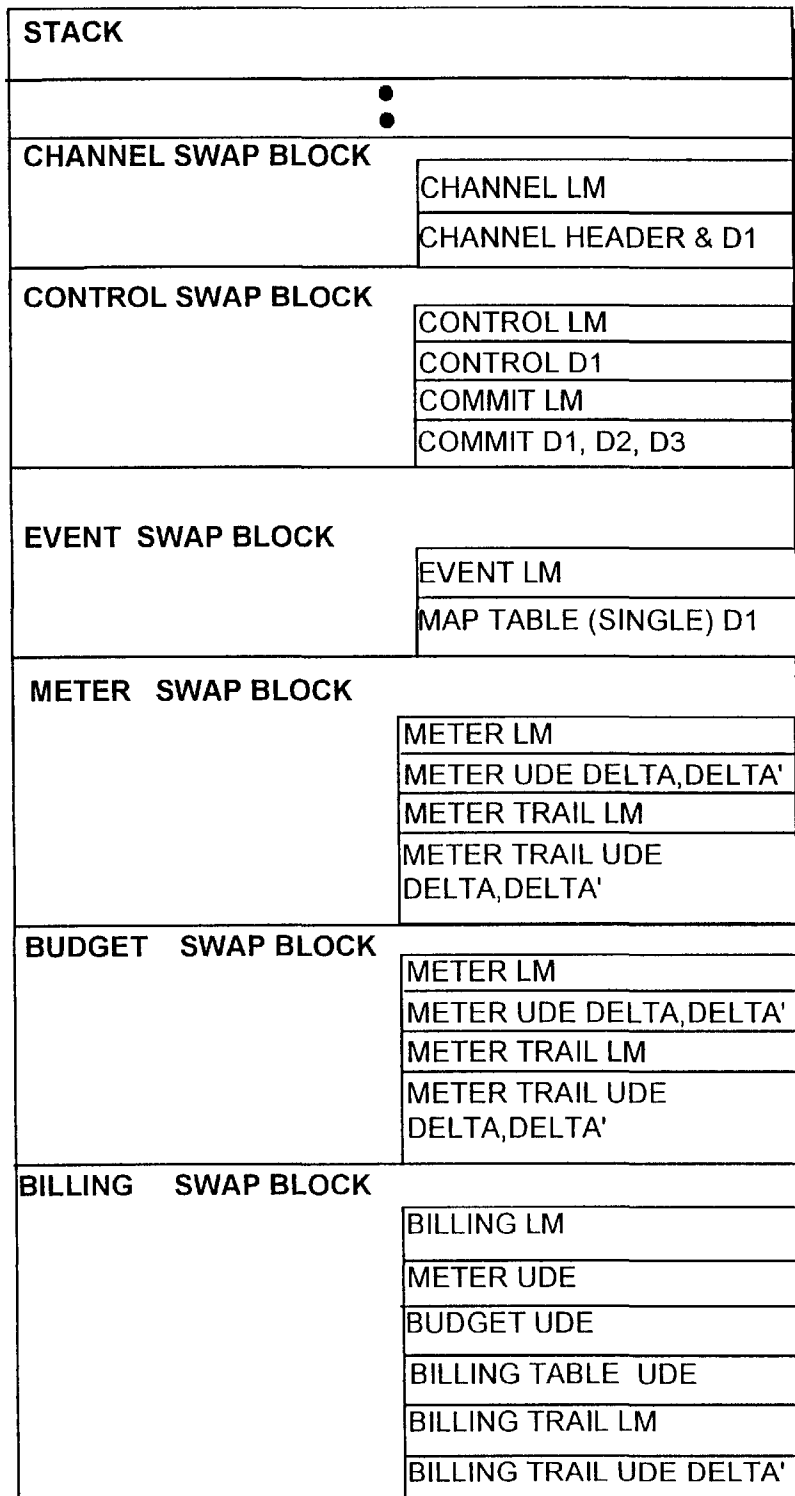 STACK
CHANNEL SWAP BLOCK
CHANNEL LM
CHANNEL HEADER & D1
CONTROL SWAP BLOCK
CONTROL LM
CONTROL D1
COMMIT LM
COMMIT D1, D2, D3
EVENT SWAP BLOCK
EVENT LM
MAP TABLE (SINGLE) D1
METER SWAP BLOCK
METER LM
METER UDE DELTA,DELTA'
METER TRAIL LM
METER TRAIL UDE
DELTA,DELTA'
BUDGET SWAP BLOCK
METER LM
METER UDE DELTA,DELTA'
METER TRAIL LM
METER TRAIL UDE
DELTA,DELTA'
BILLING SWAP BLOCK
BILLING LM
METER UDE
BUDGET UDE
BILLING TABLE UDE
BILLING TRAIL LM
BILLING TRAIL UDE DELTA'